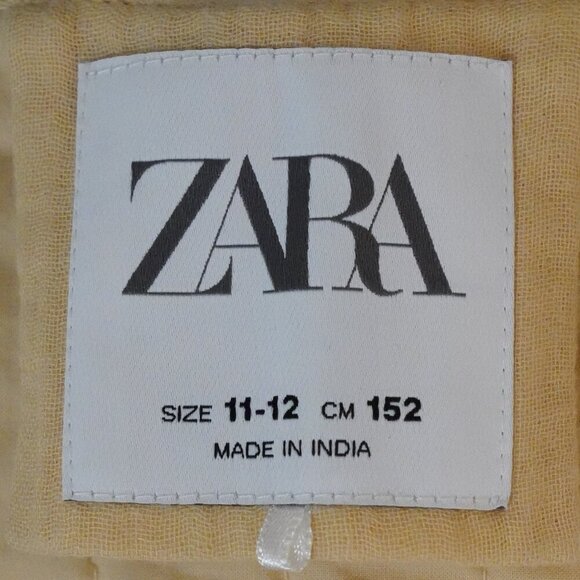 ZARA
SIZE 11-12 CM 152
MADE IN INDIA